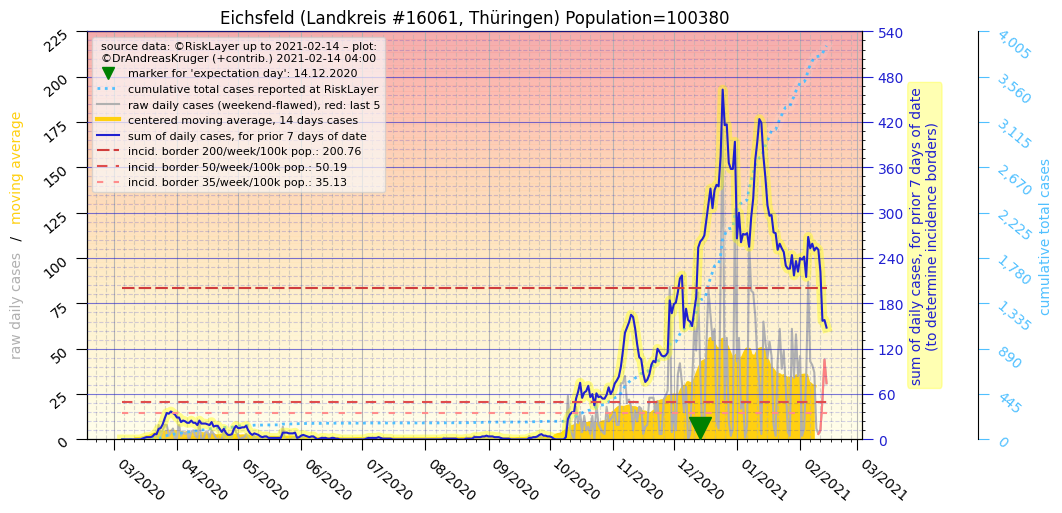 Eichsfeld (Landkreis #16061, Thüringen) Population=100380
source data: ©RiskLayer up to 2021-02-14 – plot:
©DrAndreasKruger (+contrib.) 2021-02-14 04:00
marker for 'expectation day': 14.12.2020
cumulative total cases reported at RiskLayer
raw daily cases (weekend-flawed), red: last 5
centered moving average, 14 days cases
sum of daily cases, for prior 7 days of date
incid. border 200/week/100k pop.: 200.76
incid. border 50/week/100k pop.: 50.19
incid. border 35/week/100k pop.: 35.13
raw daily cases / moving average
225
200
175
150
125
100
75
50
25
0
03/2020
04/2020
05/2020
06/2020
07/2020
08/2020
09/2020
10/2020
11/2020
12/2020
01/2021
02/2021
03/2021
540
480
420
360
300
240
180
120
60
0
sum of daily cases, for prior 7 days of date
(to determine incidence borders)
4,005
3,560
3,115
2,670
2,225
1,780
1,335
890
445
0
cumulative total cases